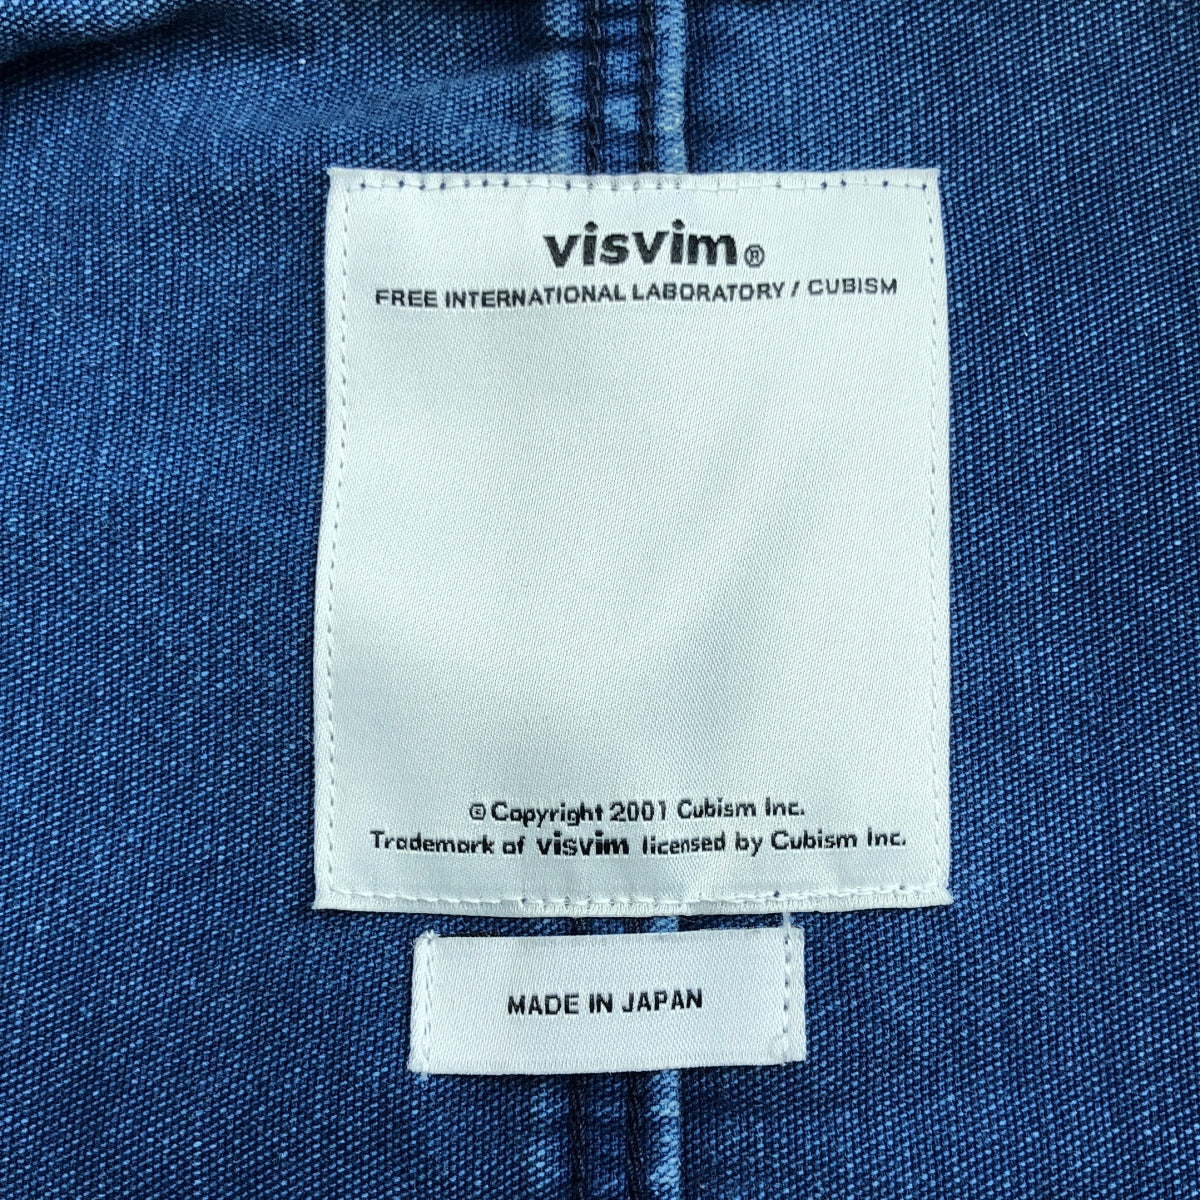 visvim®
FREE INTERNATIONAL LABORATORY / CUBISM
© Copyright 2001 Cubism Inc.
Trademark of visvim licensed by Cubism Inc.
MADE IN JAPAN